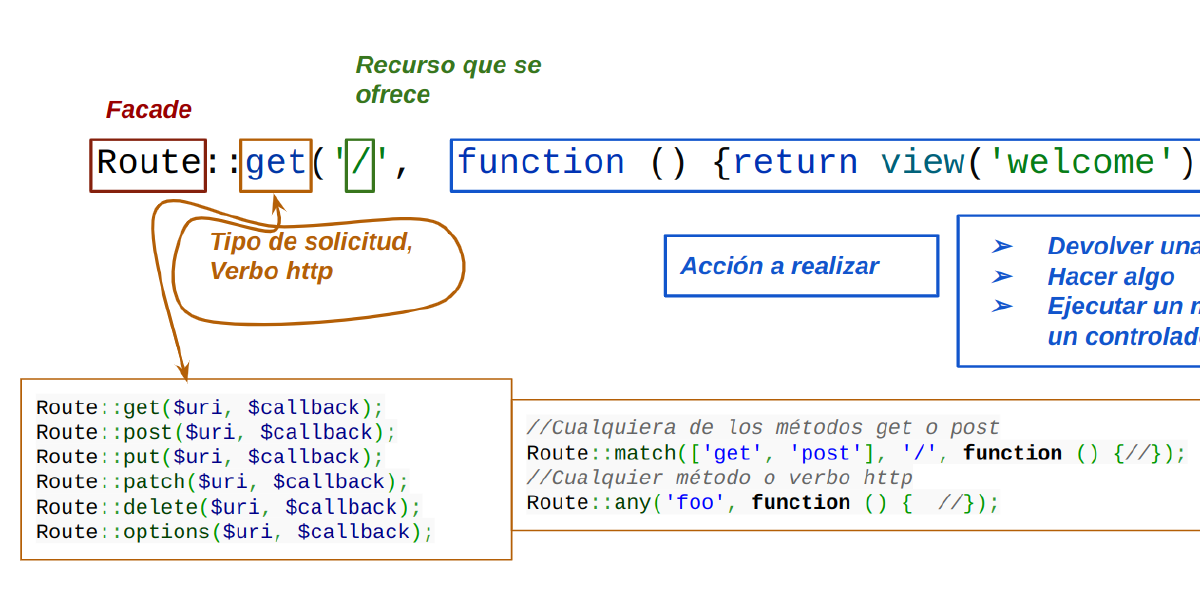 Recurso que se
ofrece
Facade
Route::get('/', function () {return view('welcome')
Tipo de solicitud,
Verbo http
Acción a realizar
➢ Devolver una
➢ Hacer algo
➢ Ejecutar un
un
Route::get($uri, $callback);
Route::post($uri, $callback);
Route::put($uri, $callback);
Route::patch($uri, $callback);
Route::delete($uri, $callback);
Route::options($uri, $callback);
//Cualquiera de los métodos get o post
Route::match(['get', 'post'], '/', function () {//});
//Cualquier método o verbo http
Route::any('foo', function () { //});